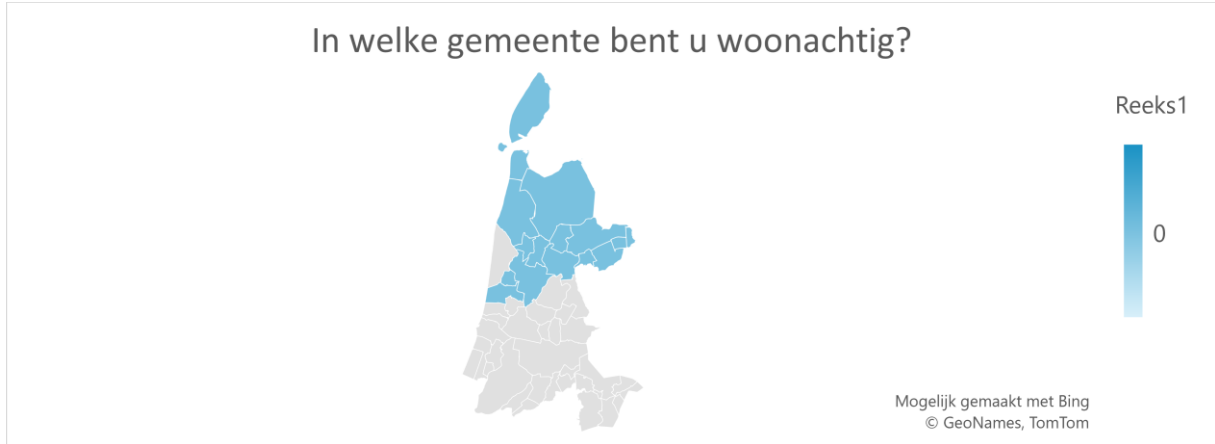 In welke gemeente bent u woonachtig?
Reeks1
0
Mogelijk gemaakt met Bing
© GeoNames, TomTom